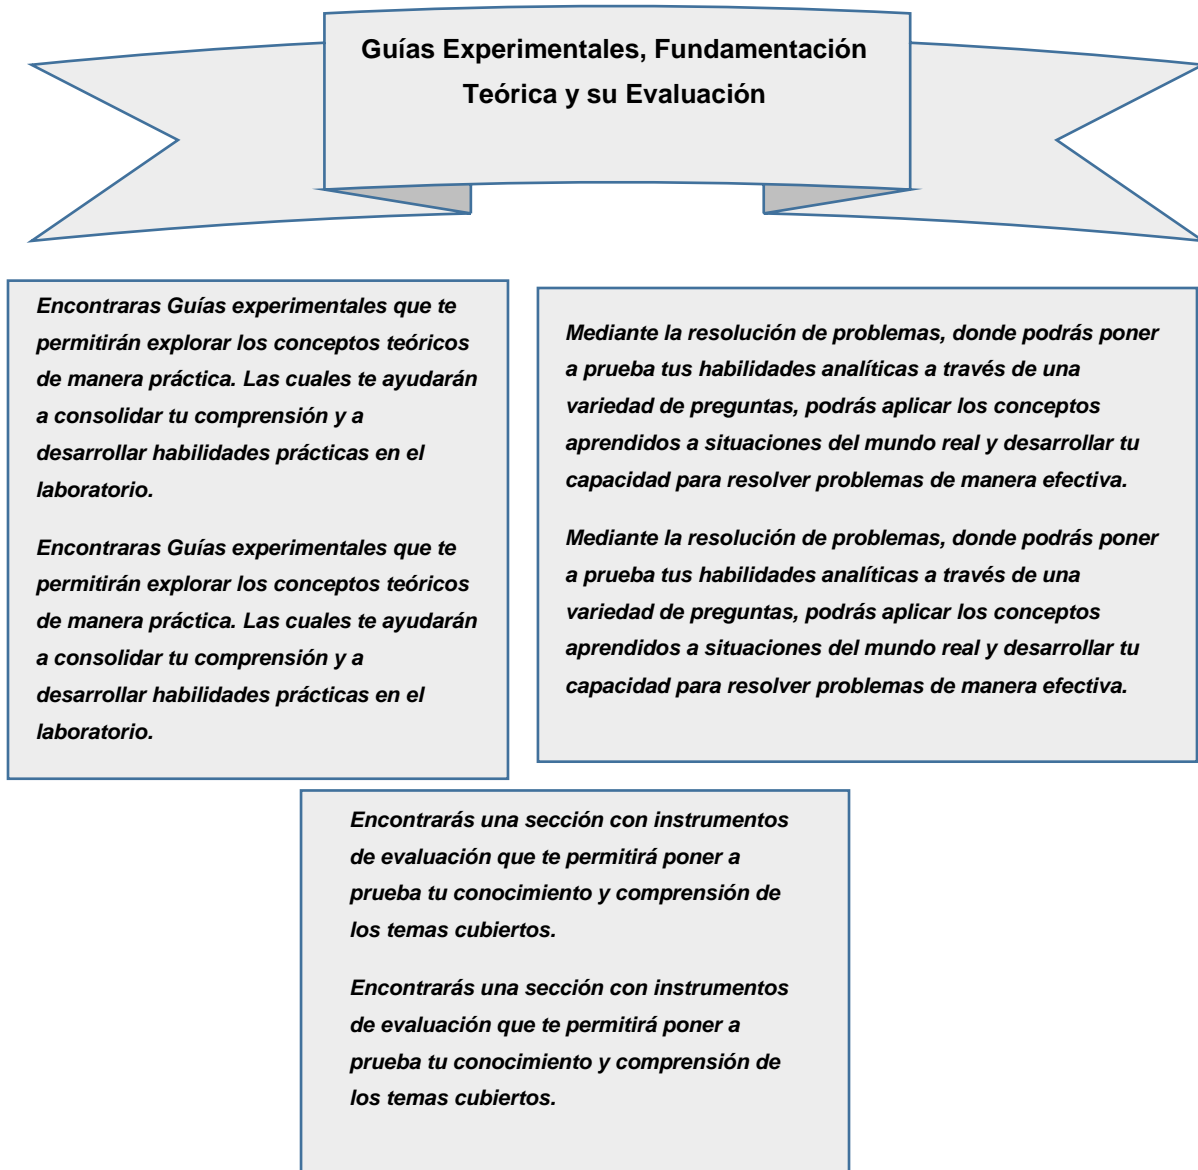 Guías Experimentales, Fundamentación
Teórica y su Evaluación
Encontraras Guías experimentales que te
permitirán explorar los conceptos teóricos
de manera práctica. Las cuales te ayudarán
a consolidar tu comprensión y a
desarrollar habilidades prácticas en el
laboratorio.
Encontraras Guías experimentales que te
permitirán explorar los conceptos teóricos
de manera práctica. Las cuales te ayudarán
a consolidar tu comprensión y a
desarrollar habilidades prácticas en el
laboratorio.
Mediante la resolución de problemas, donde podrás poner
a prueba tus habilidades analíticas a través de una
variedad de preguntas, podrás aplicar los conceptos
aprendidos a situaciones del mundo real y desarrollar tu
capacidad para resolver problemas de manera efectiva.
Mediante la resolución de problemas, donde podrás poner
a prueba tus habilidades analíticas a través de una
variedad de preguntas, podrás aplicar los conceptos
aprendidos a situaciones del mundo real y desarrollar tu
capacidad para resolver problemas de manera efectiva.
Encontrarás una sección con instrumentos
de evaluación que te permitirá poner a
prueba tu conocimiento y comprensión de
los temas cubiertos.
Encontrarás una sección con instrumentos
de evaluación que te permitirá poner a
prueba tu conocimiento y comprensión de
los temas cubiertos.